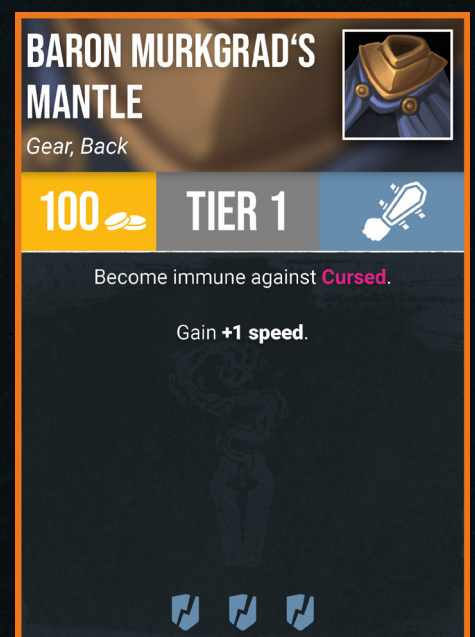 BARON MURKGRAD‘S
MANTLE
Gear, Back
100
TIER 1
Become immune against Cursed.
Gain +1 speed.